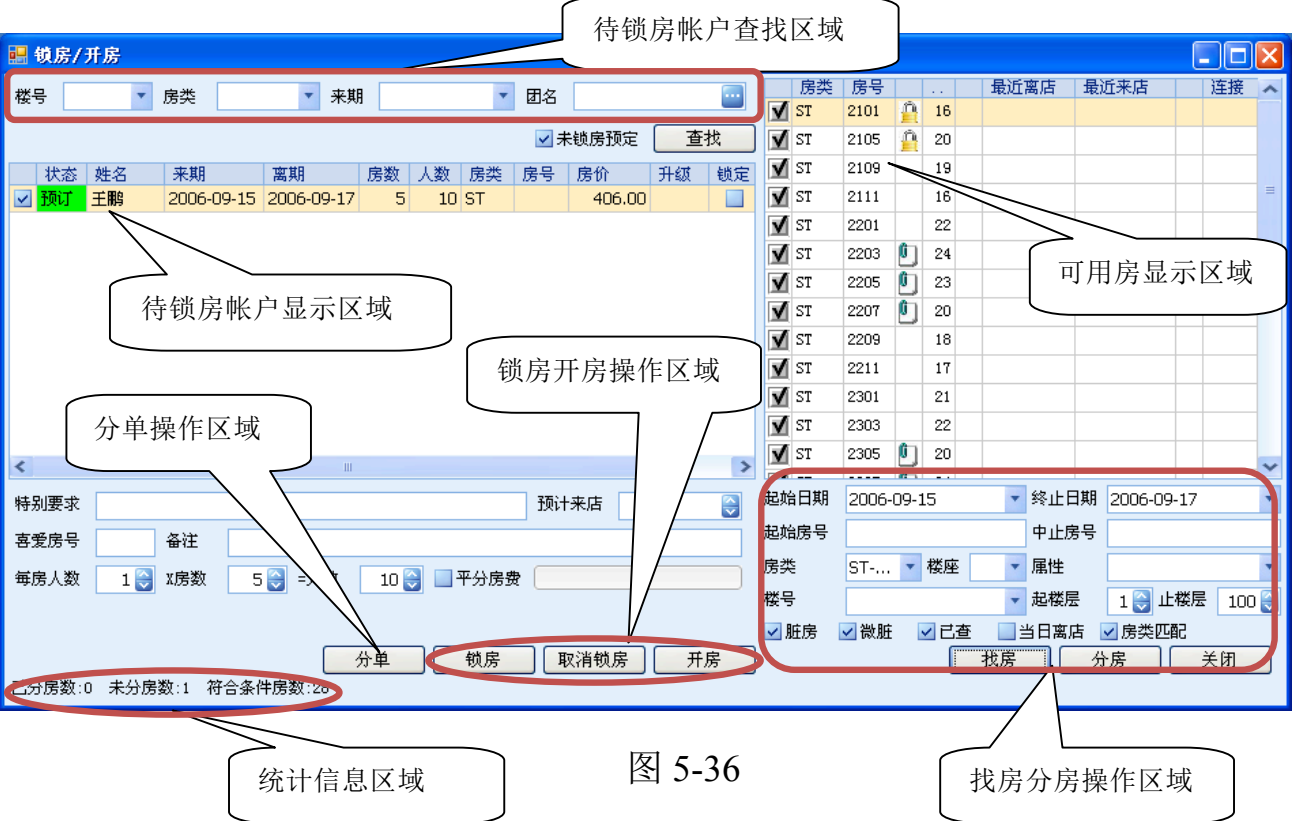 待锁房帐户查找区域
锁房/开房
楼号 房类 来期 团名
未锁房预定 查找
状态 姓名 来期 离期 房数 人数 房类 房号 房价 升级 锁定
预订 王鹏 2006-09-15 2006-09-17 5 10 ST 406.00
待锁房帐户显示区域
锁房开房操作区域
分单操作区域
特别要求 预计来店
喜爱房号 备注
每房人数 1 X房数 5 10 平分房费
分单 锁房 取消锁房 开房
已分房数:0 未分房数:1 符合条件房数:28
统计信息区域
房类 房号 .. 最近离店 最近来店 连接
ST 2101 16
ST 2105 20
ST 2109 19
ST 2111 16
ST 2201 22
ST 2203 24
ST 2205 23
ST 2207 20
ST 2209 18
ST 2211 17
ST 2301 21
ST 2303 22
ST 2305 20
可用房显示区域
起始日期 2006-09-15 终止日期 2006-09-17
起始房号 中止房号
房类 ST-... 楼座 属性
楼号 起楼层 1 止楼层 100
脏房 微脏 已查 当日离店 房类匹配
找房 分房 关闭
找房分房操作区域
图 5-36